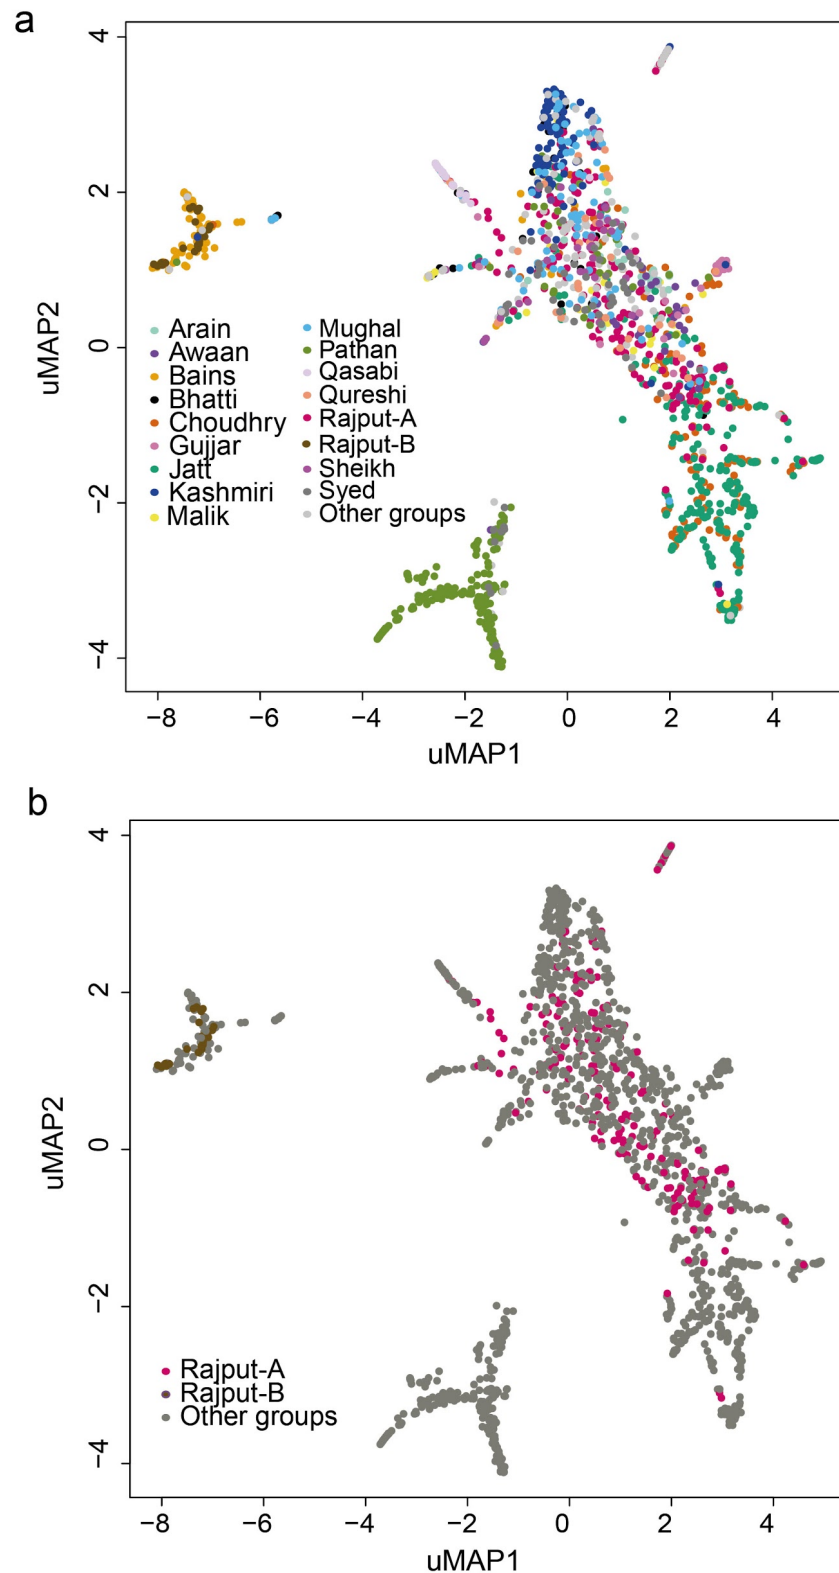 a
4
2
0
−2
−4
uMAP2
Arain
Awaan
Bains
Bhatti
Choudhry
Gujjar
Jatt
Kashmiri
Malik
Mughal
Pathan
Qasabi
Qureshi
Rajput-A
Rajput-B
Sheikh
Syed
Other groups
−8 −6 −4 −2 0 2 4
uMAP1
b
4
2
0
−2
−4
uMAP2
Rajput-A
Rajput-B
Other groups
−8 −6 −4 −2 0 2 4
uMAP1